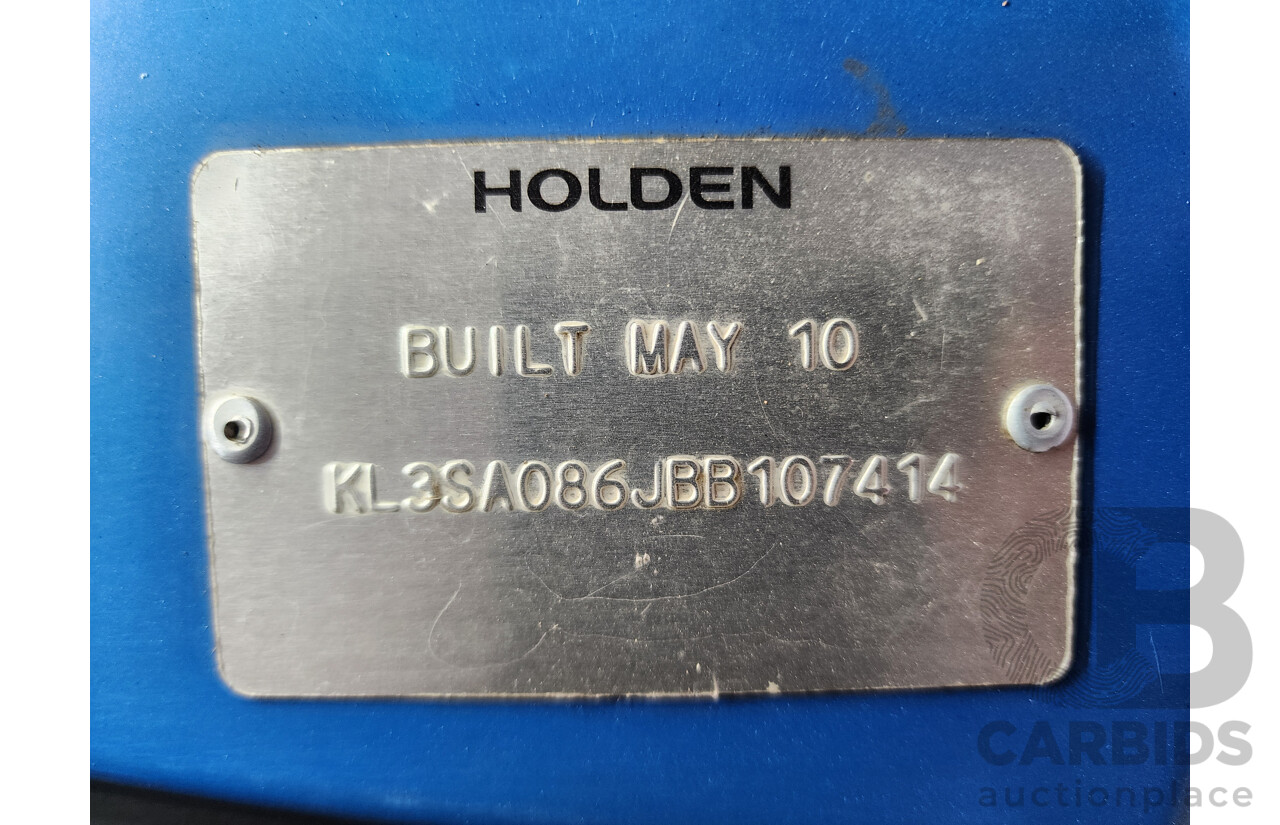 HOLDEN
BUILT MAY 10
KL3SA086JBB107414
CARBIDS
auctionplace